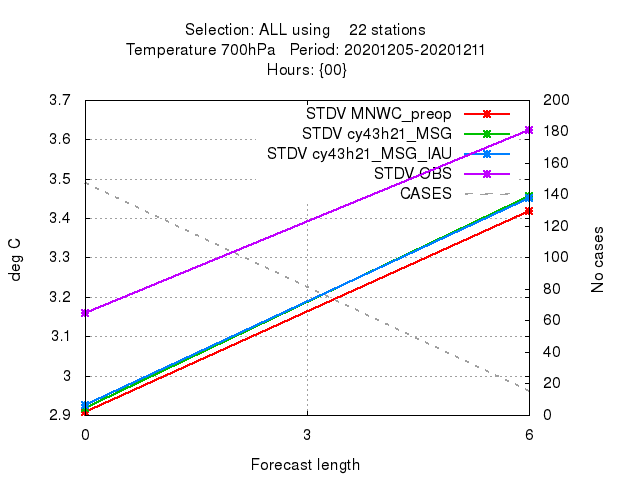 Selection: ALL using    22 stations
Temperature 700hPa   Period: 20201205-20201211
Hours: {00}
3.7
3.6
3.5
3.4
3.3
3.2
3.1
3
2.9
deg C
STDV MNWC_preop
STDV cy43h21_MSG
STDV cy43h21_MSG_IAU
STDV OBS
CASES
200
180
160
140
120
100
80
60
40
20
0
No cases
0 3 6
Forecast length